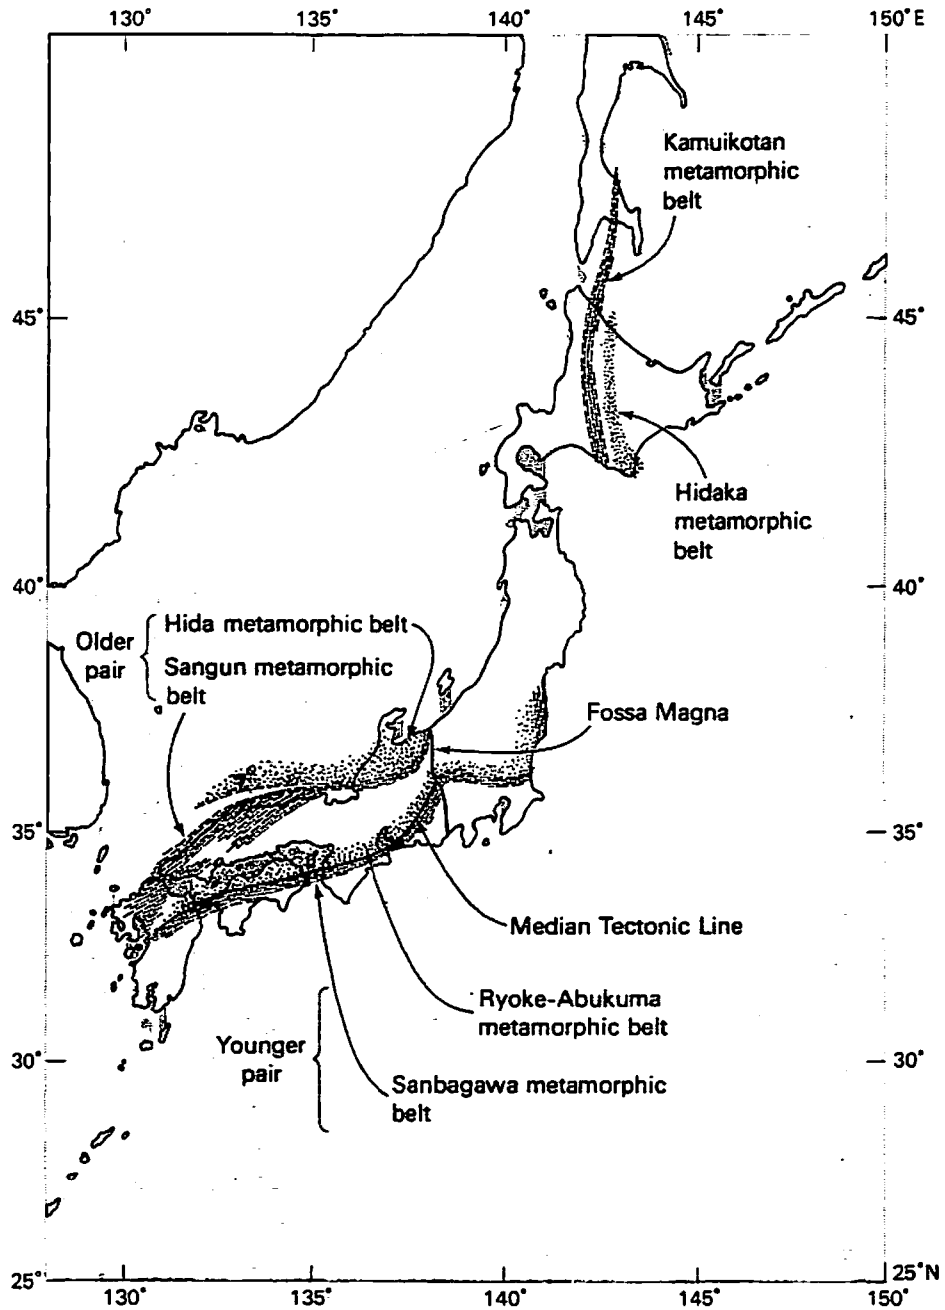 130°
135°
140°
145°
150°E
Kamuikotan
metamorphic
belt
45°
45°
Hidaka
metamorphic
belt
40°
40°
Older
pair
Hida metamorphic belt
Sangun metamorphic
belt
Fossa Magna
35°
35°
Median Tectonic Line
Ryoke-Abukuma
metamorphic belt
Younger
pair
30°
30°
Sanbagawa metamorphic
belt
25°
25°N
130°
135°
140°
145°
150°